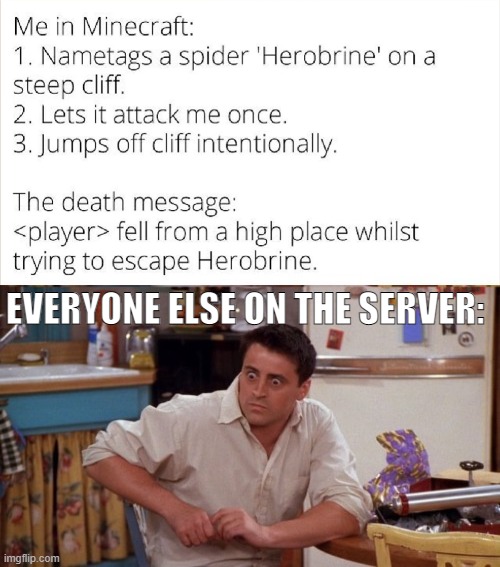 Me in Minecraft:
1. Nametags a spider 'Herobrine' on a
steep cliff.
2. Lets it attack me once.
3. Jumps off cliff intentionally.
The death message:
<player> fell from a high place whilst
trying to escape Herobrine.
EVERYONE ELSE ON THE SERVER:
imgflip.com